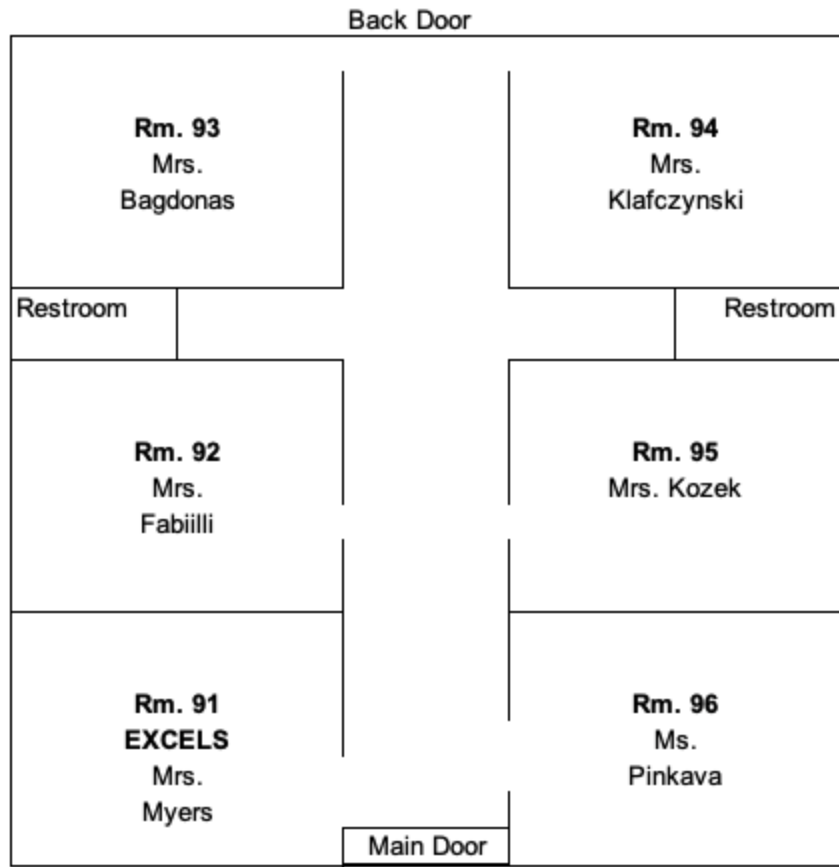 Back Door
Rm. 93
Mrs.
Bagdonas
Rm. 94
Mrs.
Klafczynski
Restroom
Restroom
Rm. 92
Mrs.
Fabiilli
Rm. 95
Mrs. Kozek
Rm. 91
EXCELS
Mrs.
Myers
Rm. 96
Ms.
Pinkava
Main Door